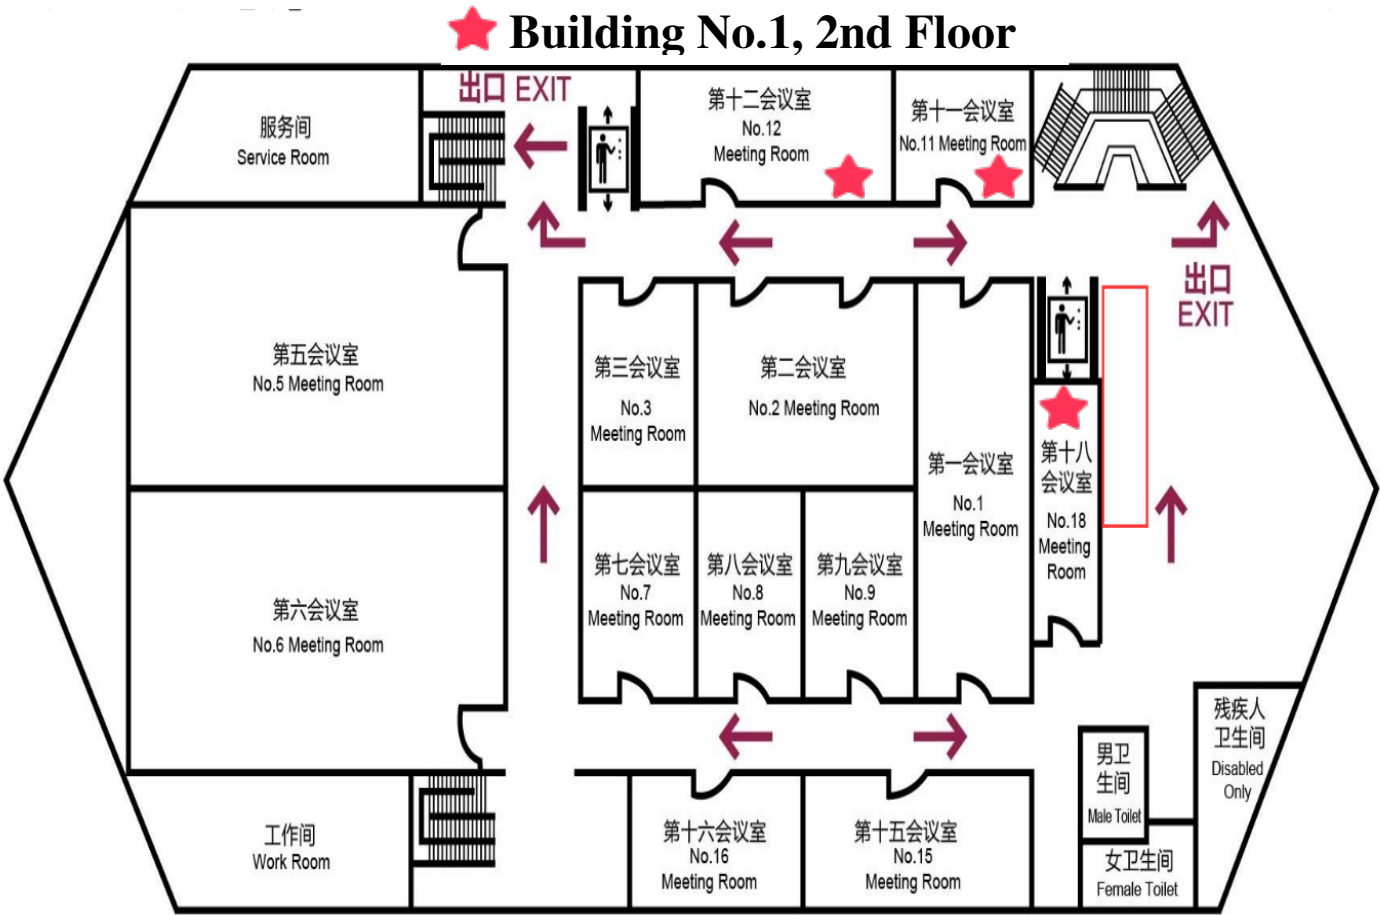 Building No.1, 2nd Floor
出口 EXIT
服务间
Service Room
第十二会议室
No.12
Meeting Room
第十一会议室
No.11 Meeting Room
出口
EXIT
第五会议室
No.5 Meeting Room
第三会议室
No.3
Meeting Room
第二会议室
No.2 Meeting Room
第一会议室
No.1
Meeting Room
第十八
会议室
No.18
Meeting
Room
第六会议室
No.6 Meeting Room
第七会议室
No.7
Meeting Room
第八会议室
No.8
Meeting Room
第九会议室
No.9
Meeting Room
工作间
Work Room
第十六会议室
No.16
Meeting Room
第十五会议室
No.15
Meeting Room
男卫
生间
Male Toilet
女卫生间
Female Toilet
残疾人
卫生间
Disabled
Only